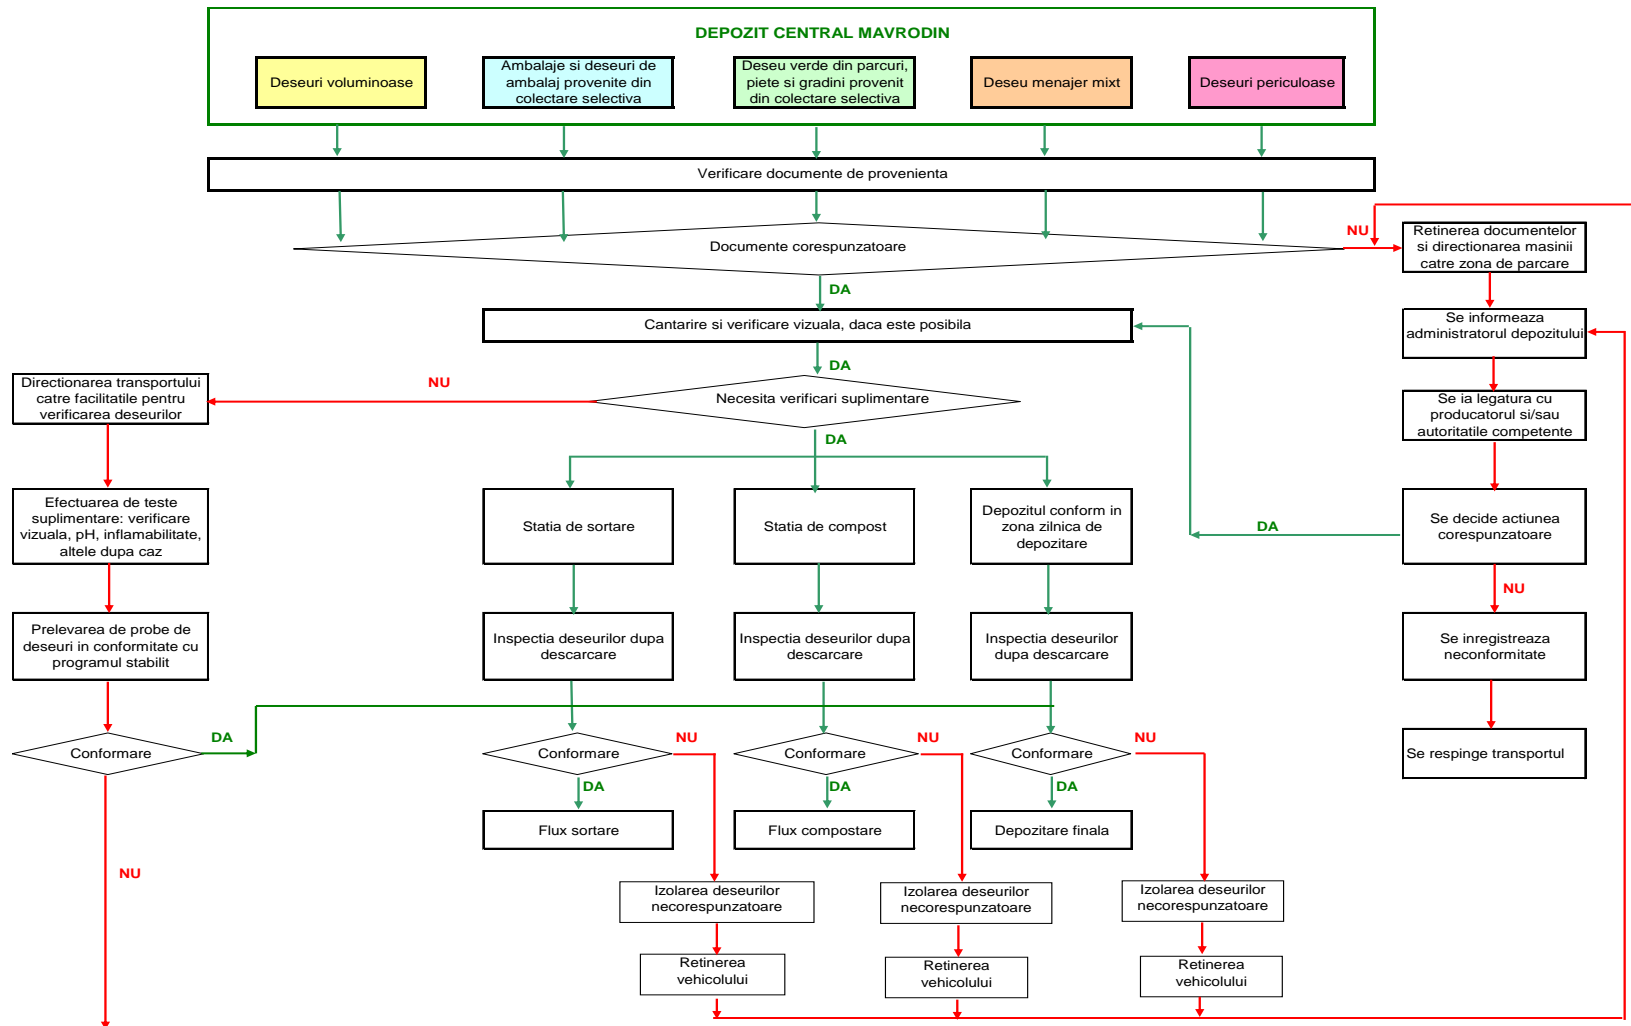 DEPOZIT CENTRAL MAVRODIN
Deseuri voluminoase
Ambalaje si deseuri de
ambalaj provenite din
colectare selectiva
Deseu verde din parcuri,
piete si gradini provenit
din colectare selectiva
Deseu menajer mixt
Deseuri periculoase
Verificare documente de provenienta
Documente corespunzatoare
NU
Retinerea documentelor
si directionarea masinii
catre zona de parcare
DA
Cantarire si verificare vizuala, daca este posibila
Se informeaza
administratorul depozitului
DA
NU
Directionarea transportului
catre facilitatile pentru
verificarea deseurilor
Necesita verificari suplimentare
Se ia legatura cu
producatorul si/sau
autoritatile competente
DA
Efectuarea de teste
suplimentare: verificare
vizuala, pH, inflamabilitate,
altele dupa caz
Statia de sortare
Statia de compost
Depozitul conform in
zona zilnica de
depozitare
DA
Se decide actiunea
corespunzatoare
NU
Prelevarea de probe de
deseuri in conformitate cu
programul stabilit
Inspectia deseurilor dupa
descarcare
Inspectia deseurilor dupa
descarcare
Inspectia deseurilor
dupa descarcare
Se inregistreaza
neconformitate
Conformare
DA
Conformare
NU
Conformare
NU
Conformare
NU
Se respinge transportul
DA
DA
DA
Flux sortare
Flux compostare
Depozitare finala
NU
Izolarea deseurilor
necorespunzatoare
Izolarea deseurilor
necorespunzatoare
Izolarea deseurilor
necorespunzatoare
Retinerea
vehicolului
Retinerea
vehicolului
Retinerea
vehicolului